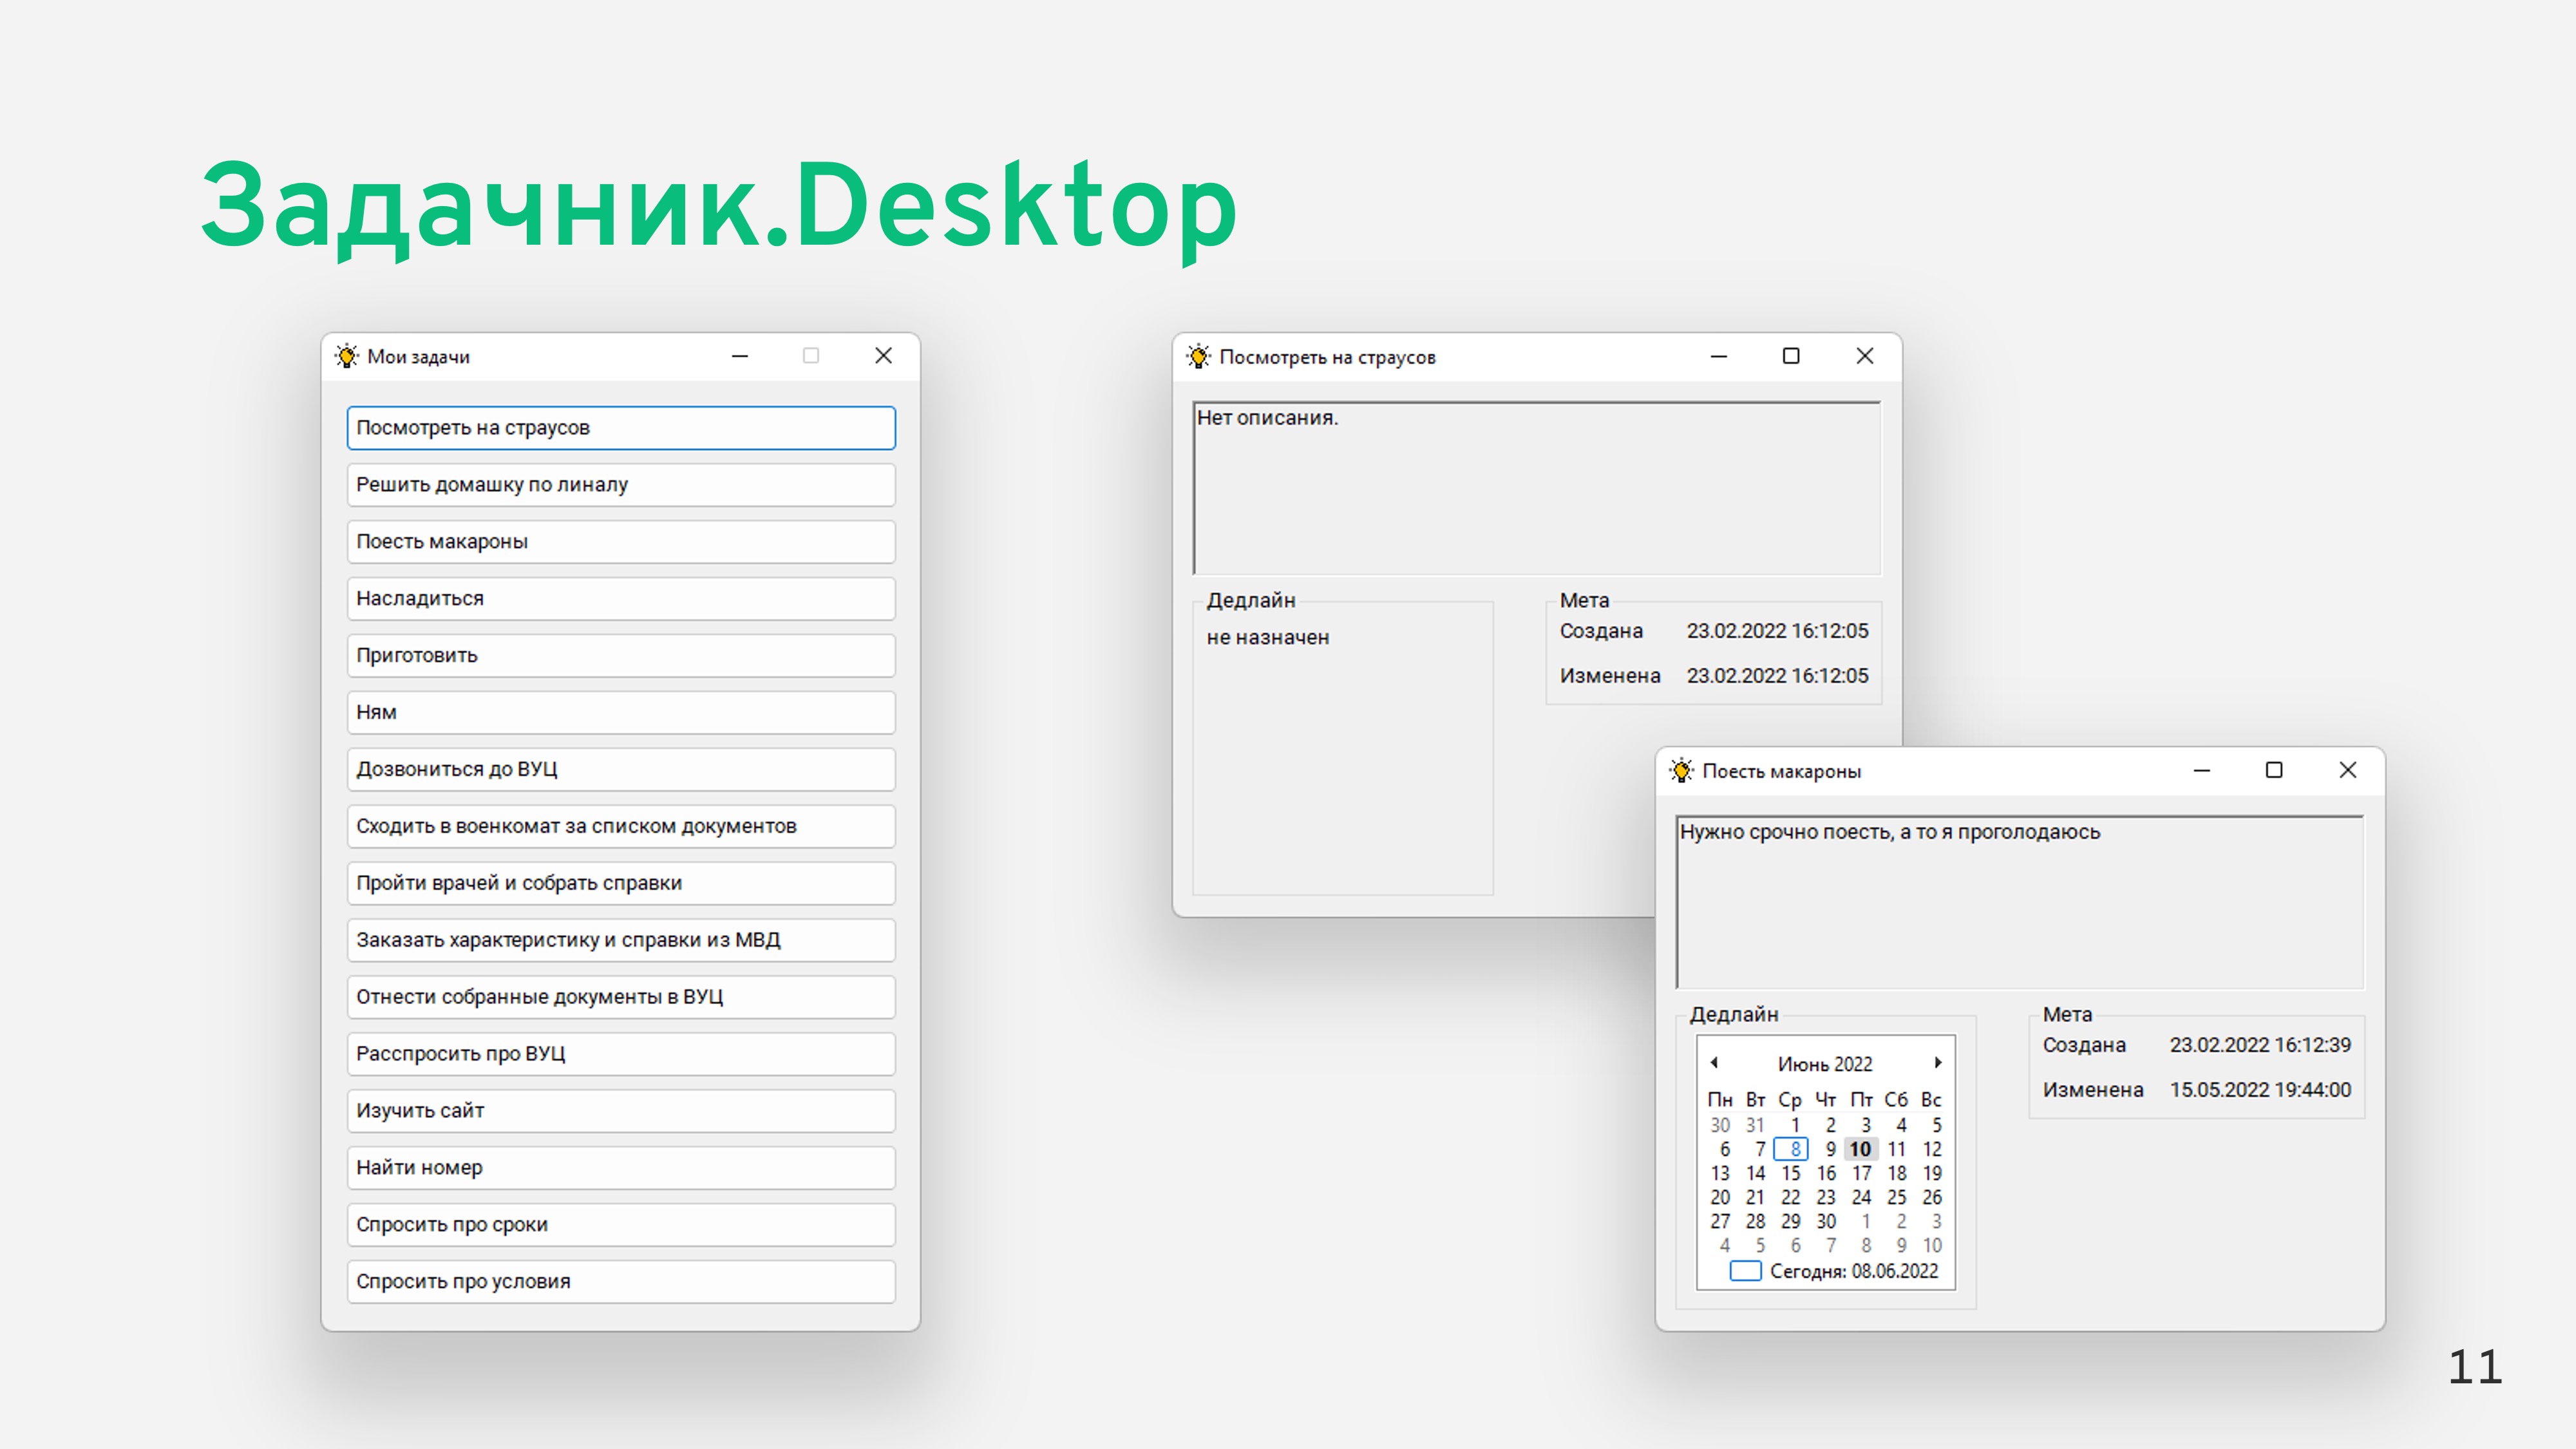 Задачник.Desktop
Мои задачи
Посмотреть на страусов
Решить домашку по линалу
Поесть макароны
Насладиться
Приготовить
Ням
Дозвониться до ВУЦ
Сходить в военкомат за списком документов
Пройти врачей и собрать справки
Заказать характеристику и справки из МВД
Отнести собранные документы в ВУЦ
Расспросить про ВУЦ
Изучить сайт
Найти номер
Спросить про сроки
Спросить про условия
Посмотреть на страусов
Нет описания.
Дедлайн
не назначен
Мета
Создана 23.02.2022 16:12:05
Изменена 23.02.2022 16:12:05
Поесть макароны
Нужно срочно поесть, а то я проголодаюсь
Дедлайн
Июнь 2022
Пн Вт Ср Чт Пт Сб Вс
30 31 1 2 3 4 5
6 7 8 9 10 11 12
13 14 15 16 17 18 19
20 21 22 23 24 25 26
27 28 29 30 1 2 3
4 5 6 7 8 9 10
Сегодня: 08.06.2022
Мета
Создана 23.02.2022 16:12:39
Изменена 15.05.2022 19:44:00
11